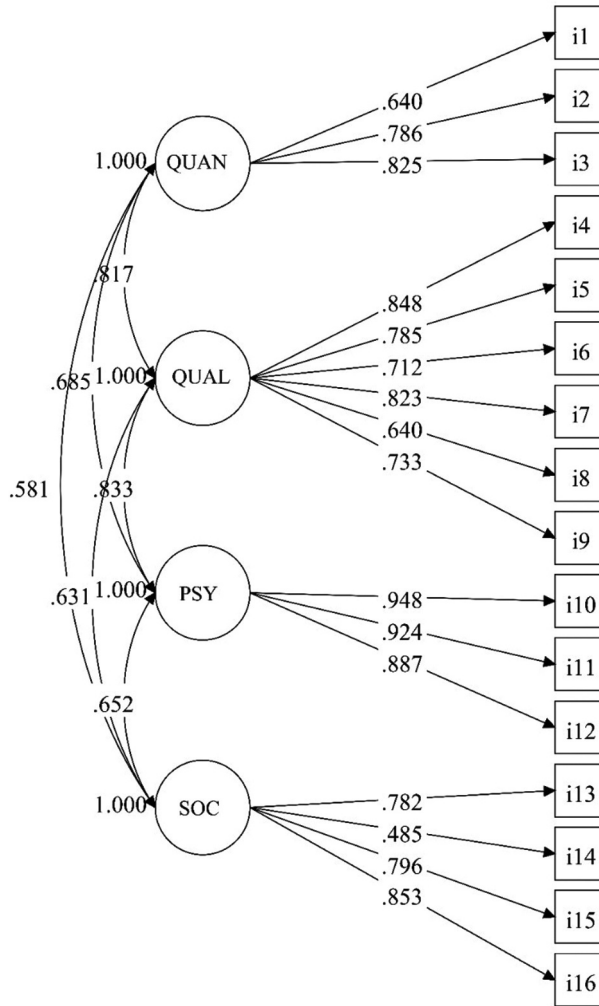 i1
.640
i2
.786
1.000
QUAN
.825
i3
i4
.817
.848
i5
.785
.685
1.000
QUAL
.712
i6
.823
i7
.640
i8
.733
.581
.833
i9
.631
1.000
PSY
.948
i10
.924
i11
.887
i12
.652
1.000
SOC
.782
i13
.485
i14
.796
i15
.853
i16